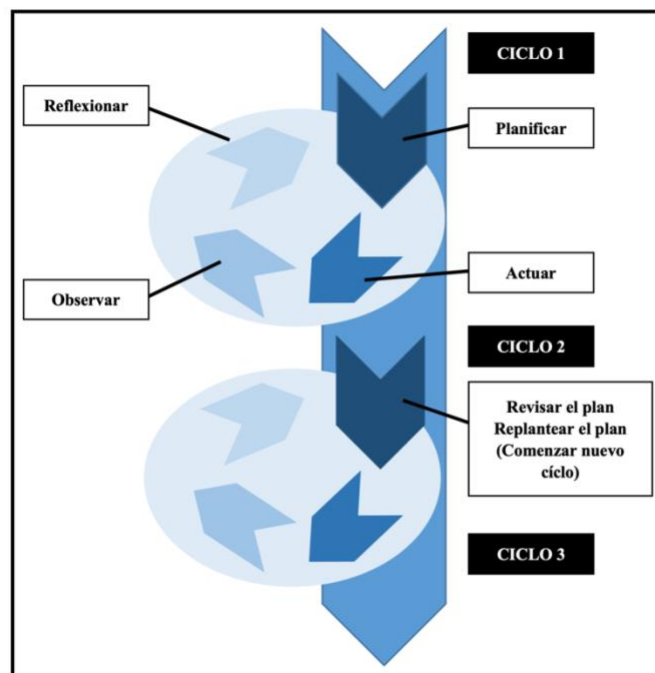 CICLO 1
Reflexionar
Planificar
Observar
Actuar
CICLO 2
Revisar el plan
Replantear el plan
(Comenzar nuevo
cíclo)
CICLO 3